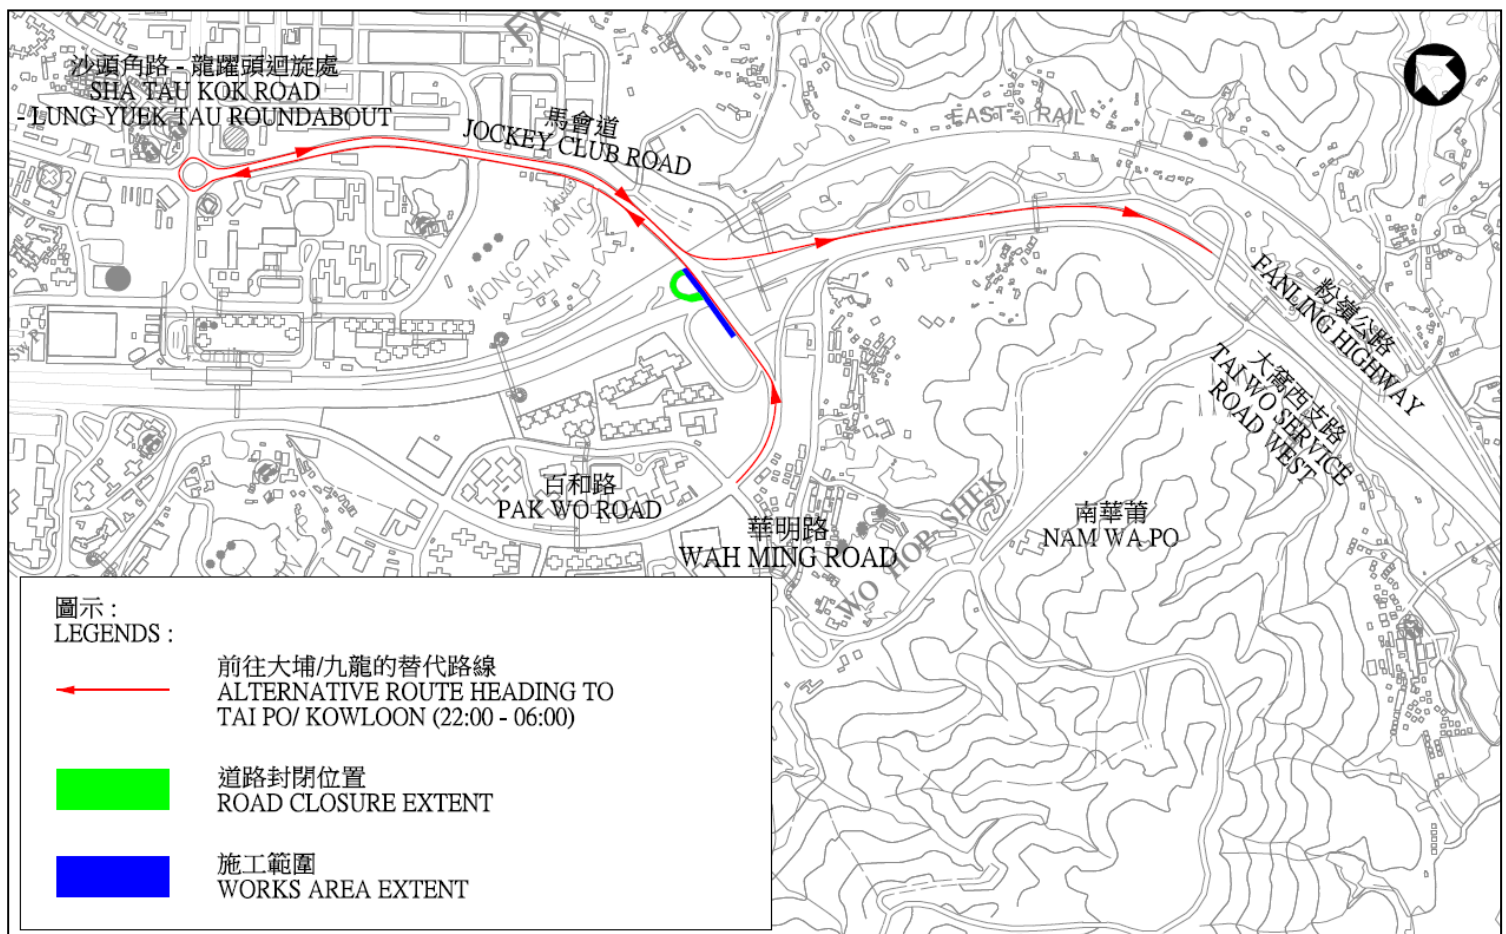 沙頭角路 - 龍躍頭迴旋處
SHA TAU KOK ROAD
- LUNG YUEK TAU ROUNDABOUT
馬會道
JOCKEY CLUB ROAD
EAST RAIL
WONG
SHAN KONG
粉嶺公路
FANLING HIGHWAY
大窩西支路
TAI WO SERVICE
ROAD WEST
百和路
PAK WO ROAD
華明路
WAH MING ROAD
WO HOP SHEK
南華莆
NAM WA PO
圖示 :
LEGENDS :
前往大埔/九龍的替代路線
ALTERNATIVE ROUTE HEADING TO
TAI PO/ KOWLOON (22:00 - 06:00)
道路封閉位置
ROAD CLOSURE EXTENT
施工範圍
WORKS AREA EXTENT